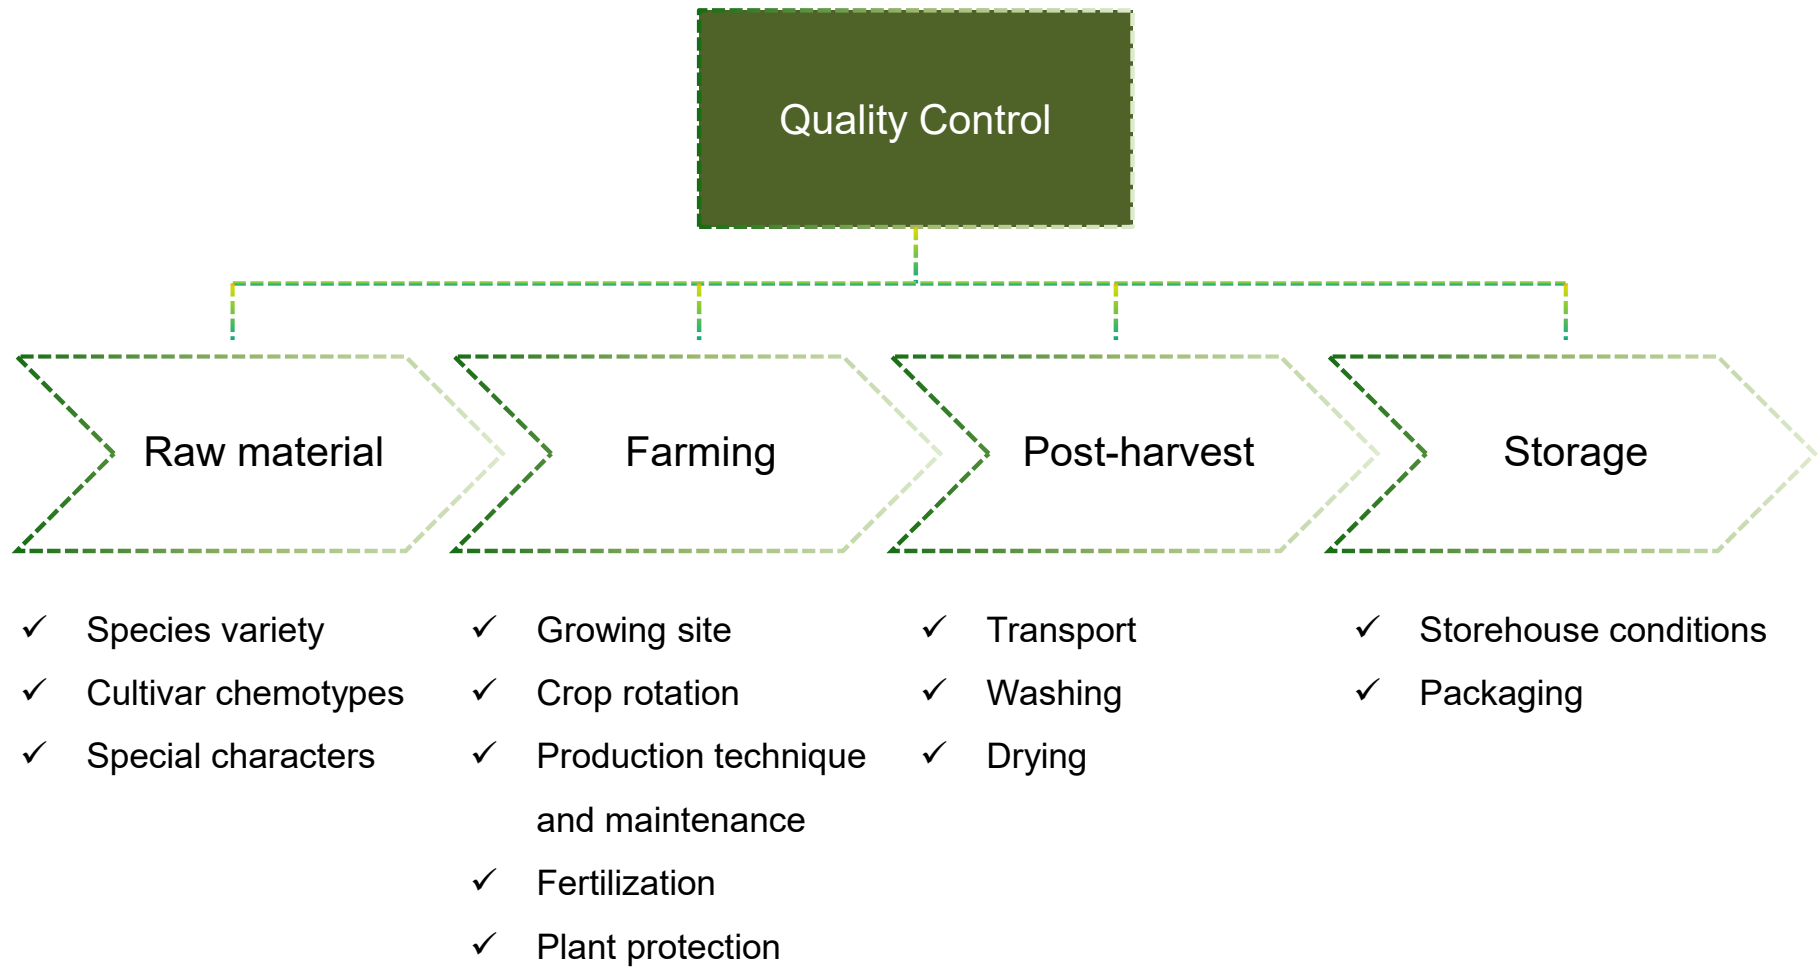 Quality Control
Raw material
Farming
Post-harvest
Storage
✓ Species variety
✓ Cultivar chemotypes
✓ Special characters
✓ Growing site
✓ Crop rotation
✓ Production technique
and maintenance
✓ Fertilization
✓ Plant protection
✓ Transport
✓ Washing
✓ Drying
✓ Storehouse conditions
✓ Packaging